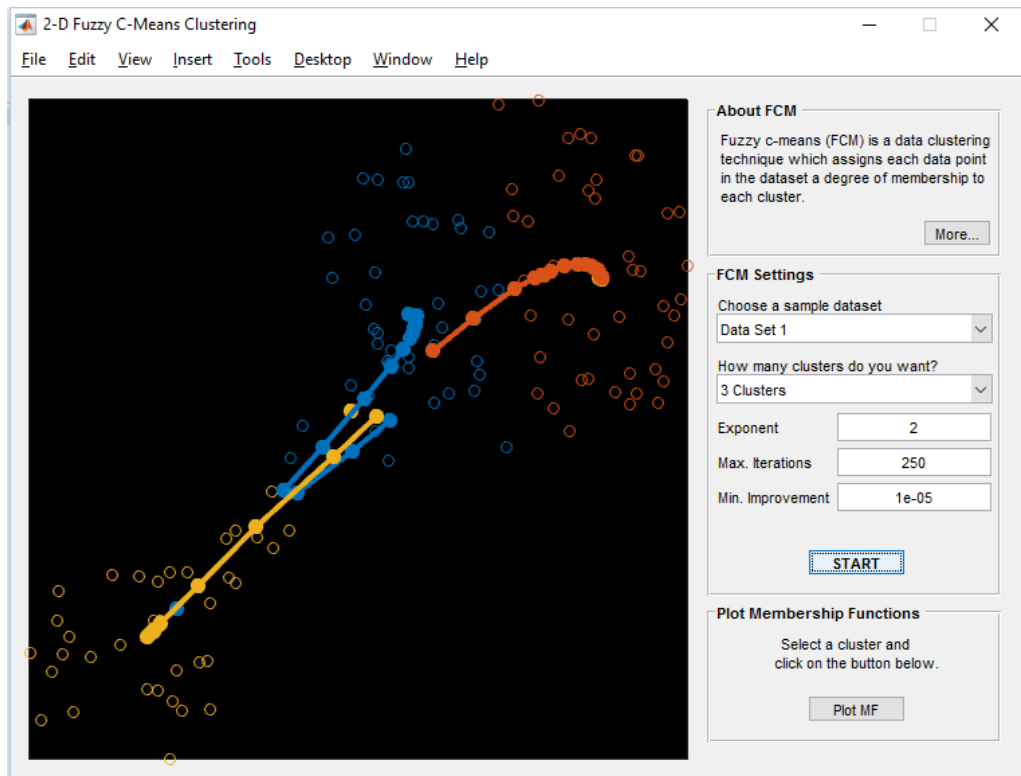 2-D Fuzzy C-Means Clustering
File Edit View Insert Tools Desktop Window Help
About FCM
Fuzzy c-means (FCM) is a data clustering
technique which assigns each data point
in the dataset a degree of membership to
each cluster.
More...
FCM Settings
Choose a sample dataset
Data Set 1
How many clusters do you want?
3 Clusters
Exponent 2
Max. Iterations 250
Min. Improvement 1e-05
START
Plot Membership Functions
Select a cluster and
click on the button below.
Plot MF